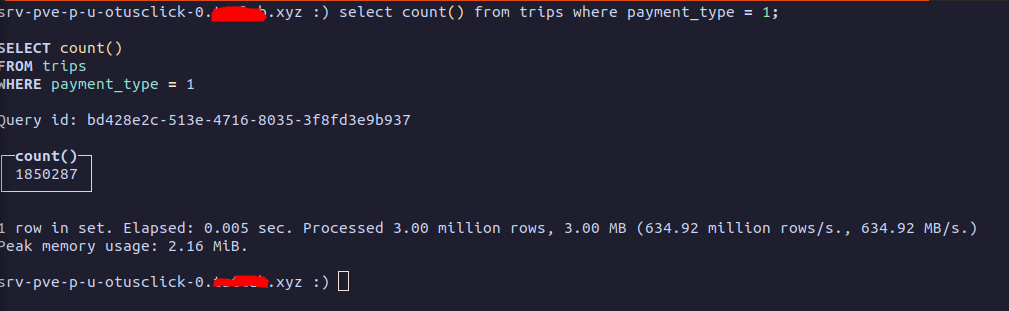 srv-pve-p-u-otusclick-0. .xyz :) select count() from trips where payment_type = 1;
SELECT count()
FROM trips
WHERE payment_type = 1
Query id: bd428e2c-513e-4716-8035-3f8fd3e9b937
count()
1850287
1 row in set. Elapsed: 0.005 sec. Processed 3.00 million rows, 3.00 MB (634.92 million rows/s., 634.92 MB/s.)
Peak memory usage: 2.16 MiB.
srv-pve-p-u-otusclick-0. .xyz :)